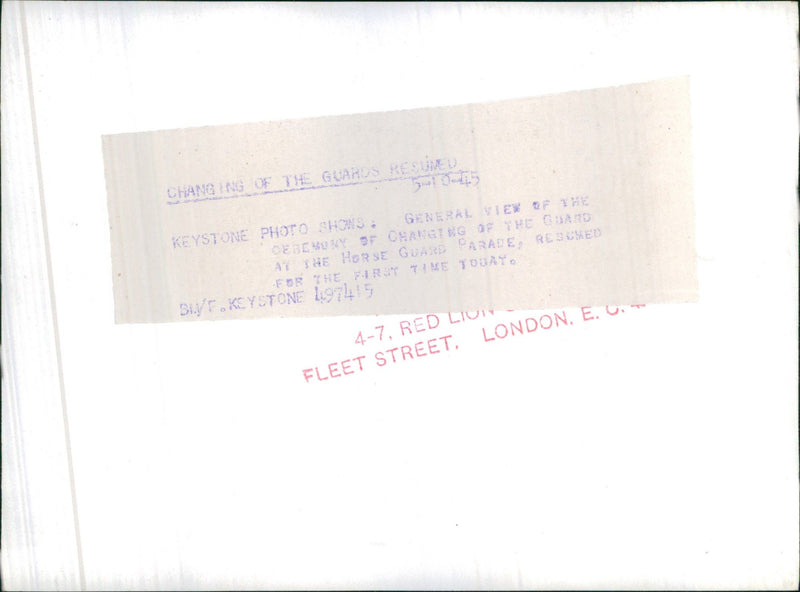 CHANGING OF THE GUARDS RESUMED
5-10-45
KEYSTONE PHOTO SHOWS: GENERAL VIEW OF THE
CEREMONY OF CHANGING OF THE GUARD
AT THE HORSE GUARD PARADE, RESUMED
FOR THE FIRST TIME TODAY.
BW/F.KEYSTONE 497415
4-7, RED LION
FLEET STREET, LONDON. E. C. 4